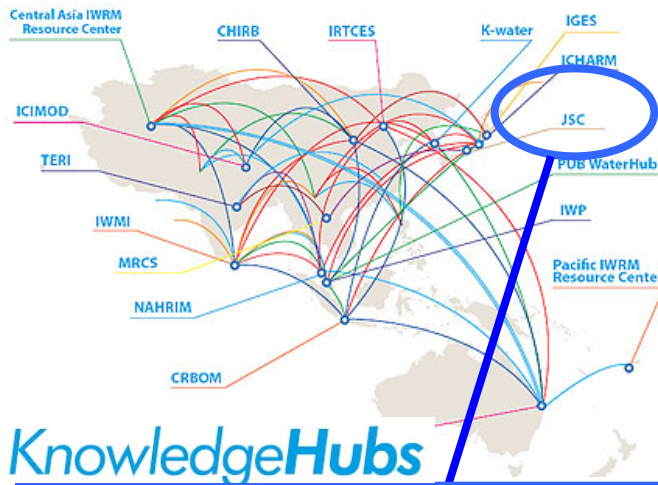 Central Asia IWRM
Resource Center
CHIRB
IRTCES
K-water
IGES
ICHARM
ICIMOD
JSC
TERI
PUB WaterHub
IWMI
IWP
MRCS
Pacific IWRM
Resource Center
NAHRIM
CRBOM
KnowledgeHubs